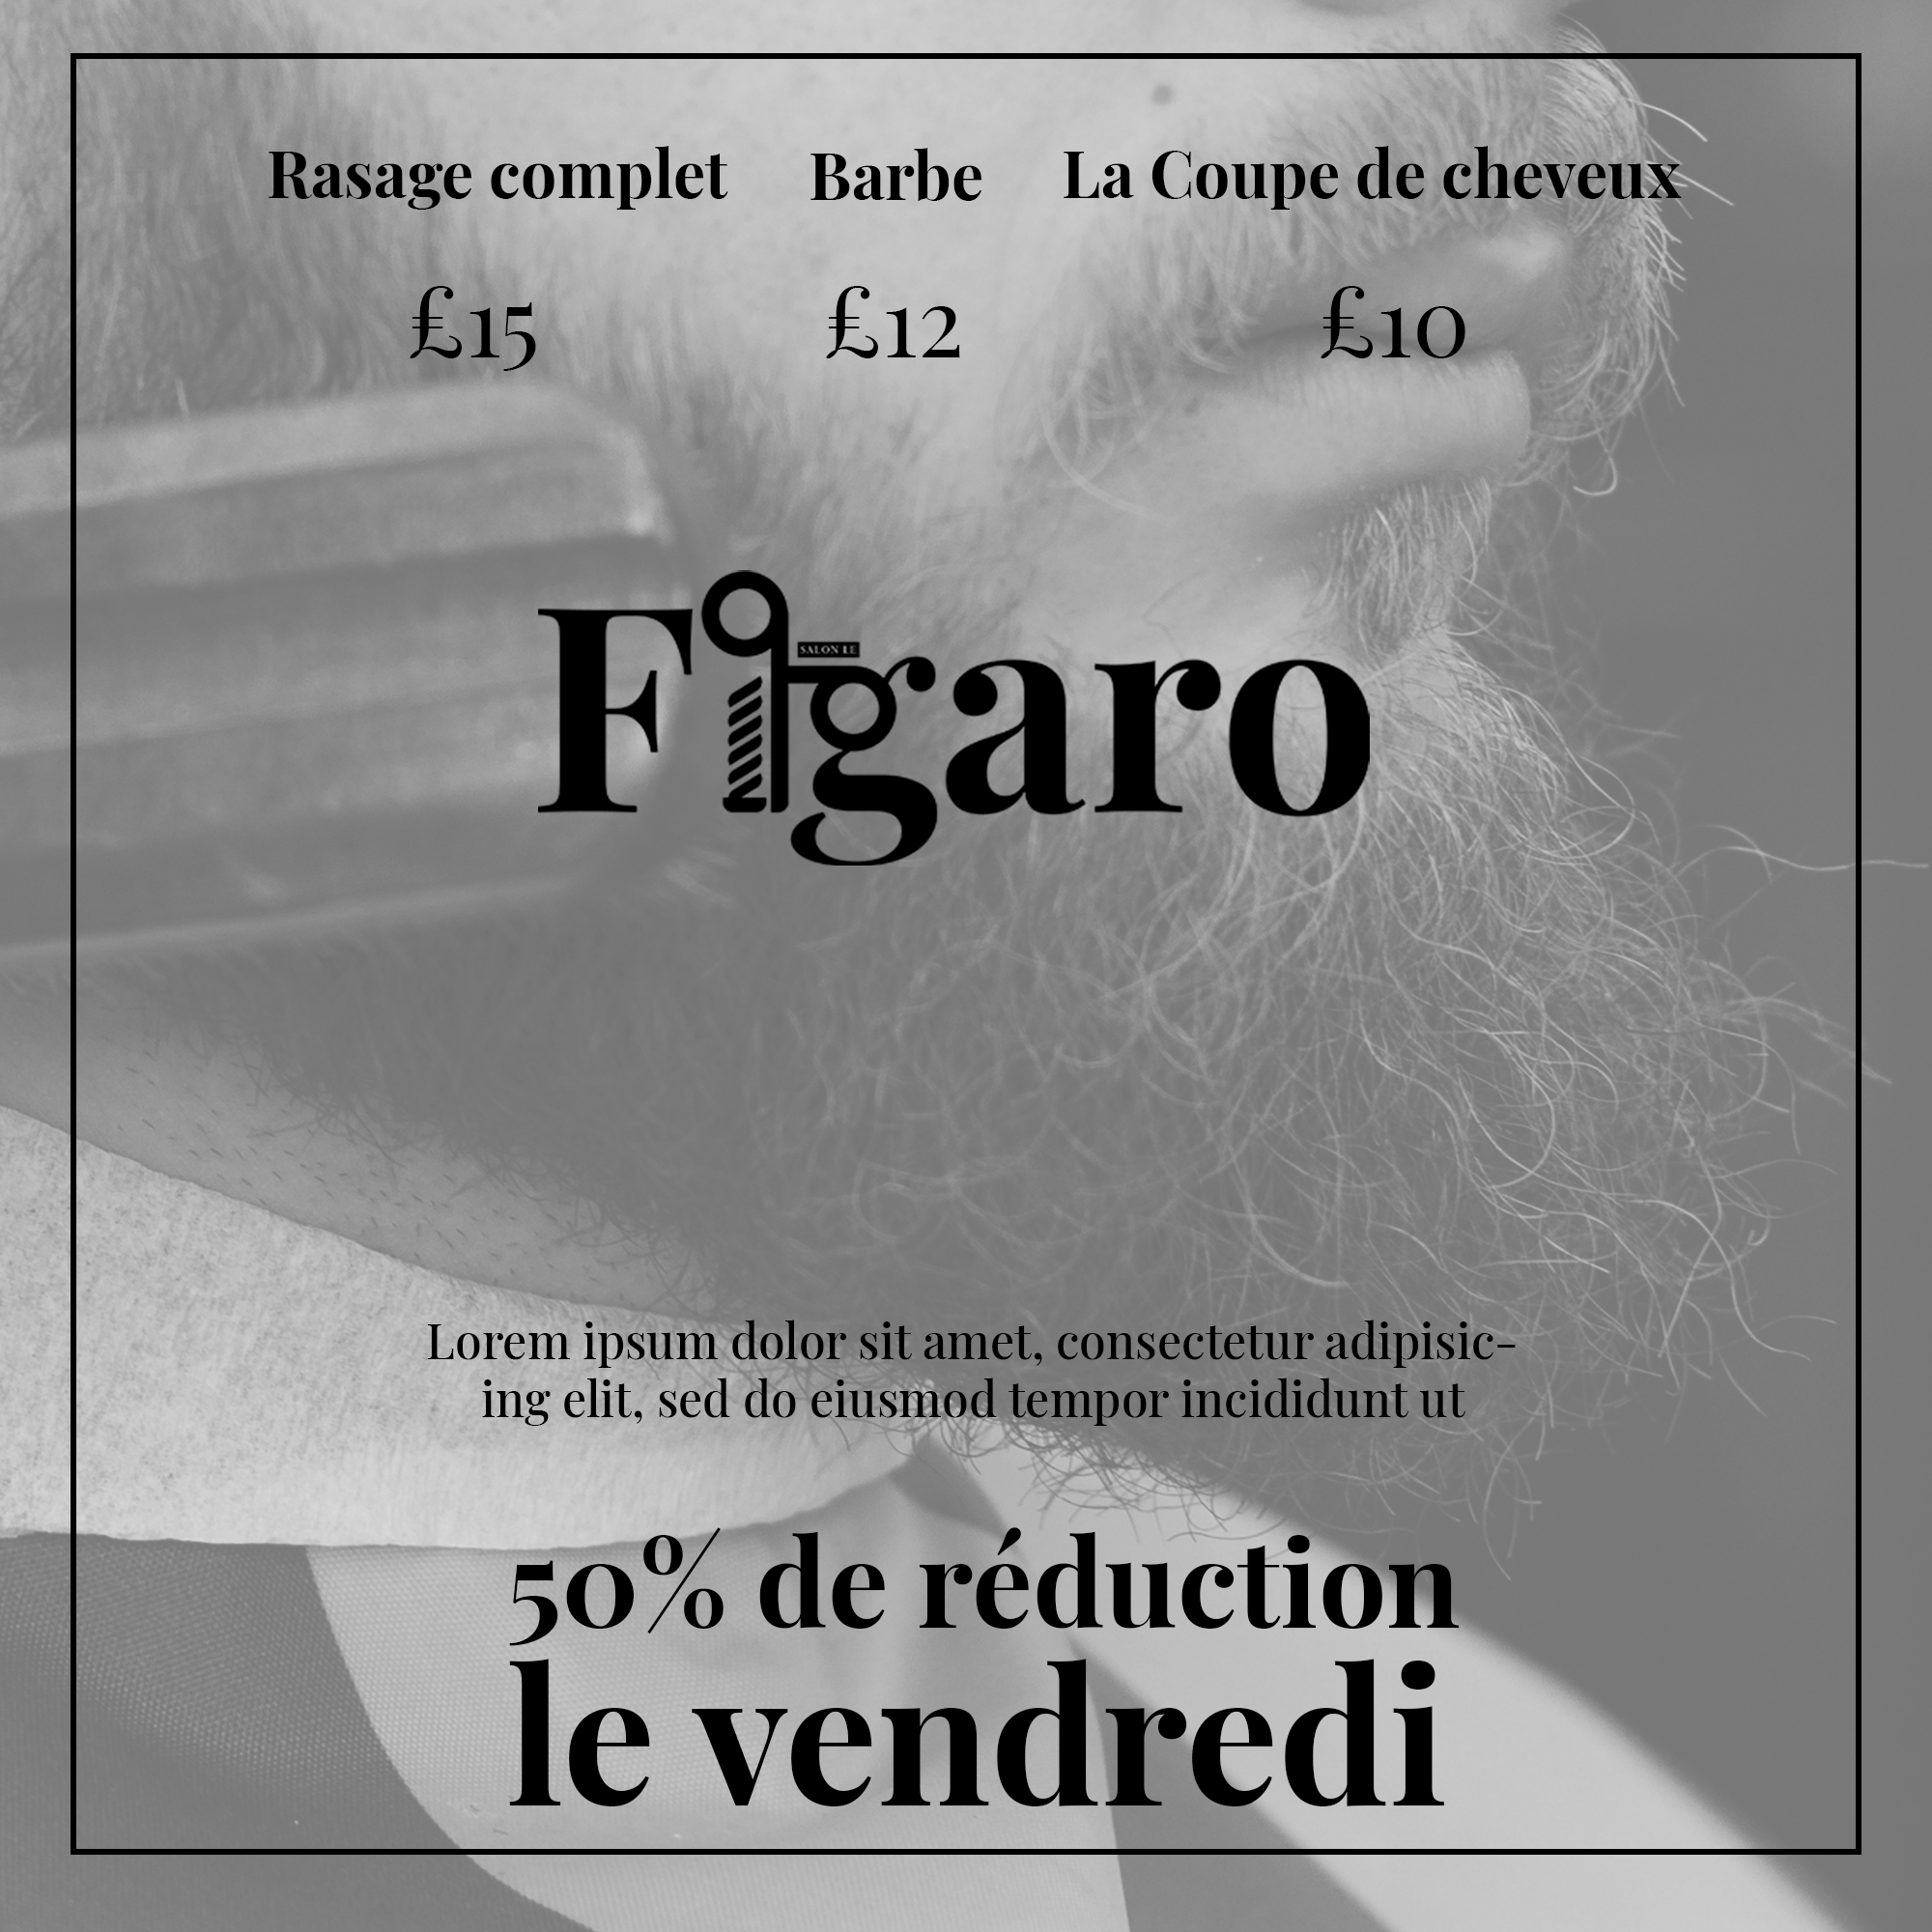 Rasage complet Barbe La Coupe de cheveux
£15 £12 £10
SALON LE
Figaro
Lorem ipsum dolor sit amet, consectetur adipisic-
ing elit, sed do eiusmod tempor incididunt ut
50% de réduction
le vendredi